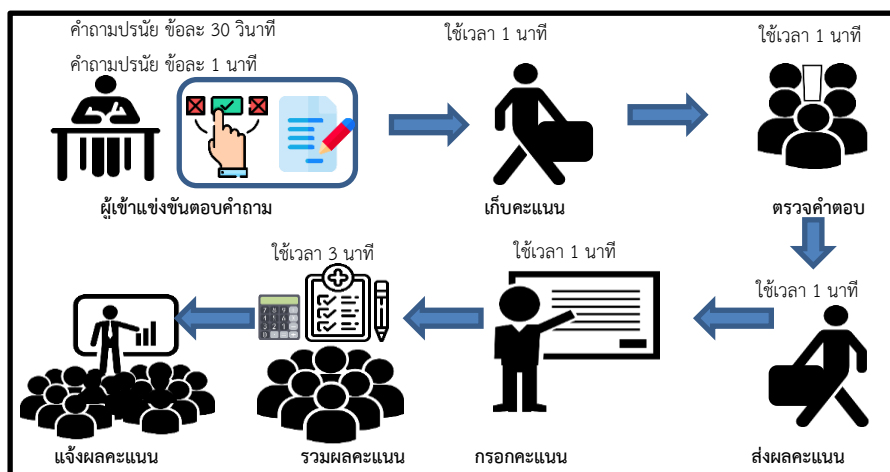 คำถามปรนัย ข้อละ 30 วินาที
คำถามปรนัย ข้อละ 1 นาที
ใช้เวลา 1 นาที
ใช้เวลา 1 นาที
ผู้เข้าแข่งขันตอบคำถาม
เก็บคะแนน
ตรวจคำตอบ
ใช้เวลา 3 นาที
ใช้เวลา 1 นาที
ใช้เวลา 1 นาที
แจ้งผลคะแนน
รวมผลคะแนน
กรอกคะแนน
ส่งผลคะแนน